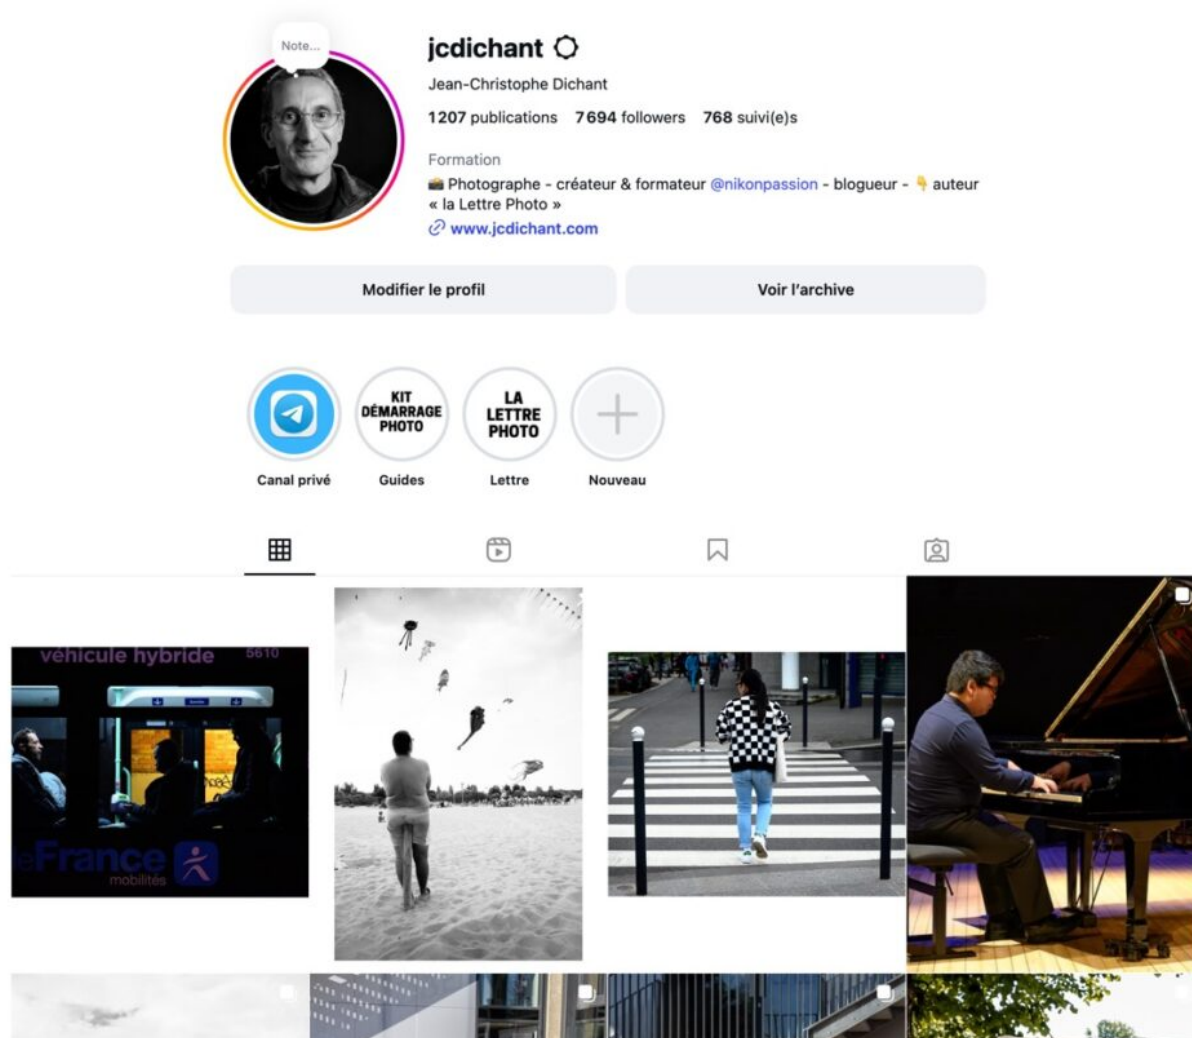 Note...
jcdichant
Jean-Christophe Dichant
1207 publications 7694 followers 768 suivi(e)s
Formation
📸 Photographe - créateur & formateur @nikonpassion - blogueur - 👇 auteur
« la Lettre Photo »
www.jcdichant.com
Modifier le profil
Voir l'archive
KIT
DÉMARRAGE
PHOTO
LA
LETTRE
PHOTO
Canal privé
Guides
Lettre
Nouveau
véhicule hybride 5610
eFrance
mobilités